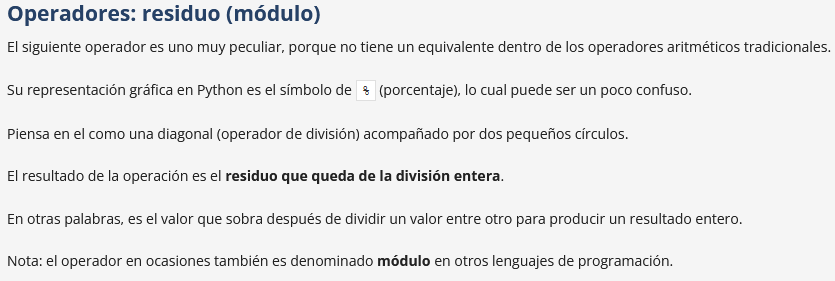 Operadores: residuo (módulo)
El siguiente operador es uno muy peculiar, porque no tiene un equivalente dentro de los operadores aritméticos tradicionales.
Su representación gráfica en Python es el símbolo de % (porcentaje), lo cual puede ser un poco confuso.
Piensa en el como una diagonal (operador de división) acompañado por dos pequeños círculos.
El resultado de la operación es el residuo que queda de la división entera.
En otras palabras, es el valor que sobra después de dividir un valor entre otro para producir un resultado entero.
Nota: el operador en ocasiones también es denominado módulo en otros lenguajes de programación.